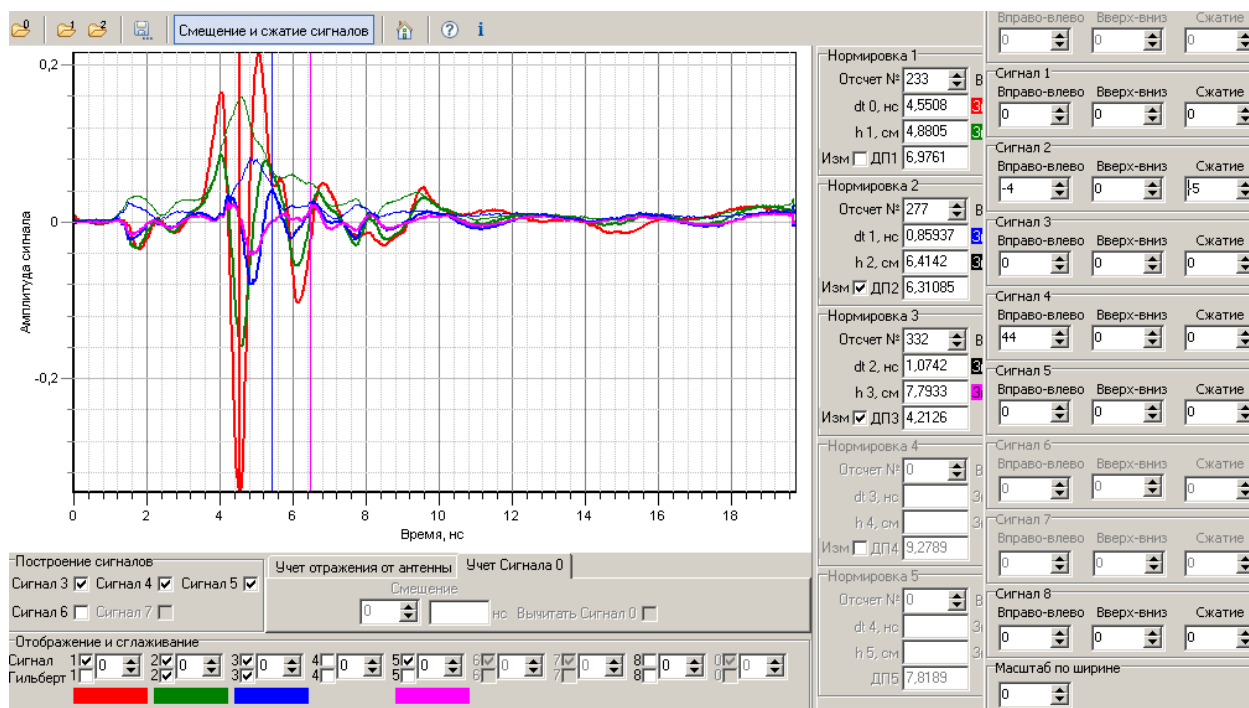 0 1 2 Смещение и сжатие сигналов ? i
0,2
0
-0,2
Амплитуда сигнала
0 2 4 6 8 10 12 14 16 18
Время, нс
Построение сигналов
Сигнал 3 Сигнал 4 Сигнал 5
Сигнал 6 Сигнал 7
Учет отражения от антенны Учет Сигнала 0
Смещение
0 нс Вычитать Сигнал 0
Отображение и сглаживание
Сигнал 1 0 2 0 3 0 4 0 5 0 6 0 7 0 8 0 0 0
Гильберт 1 2 3 4 5 6 7 8 0
Нормировка 1
Отсчет № 233 В
dt 0, нс 4,5508
h 1, см 4,8805
Изм ДП1 6,9761
Нормировка 2
Отсчет № 277 В
dt 1, нс 0,85937
h 2, см 6,4142
Изм ДП2 6,31085
Нормировка 3
Отсчет № 332 В
dt 2, нс 1,0742
h 3, см 7,7933
Изм ДП3 4,2126
Нормировка 4
Отсчет № 0 В
dt 3, нс
h 4, см
Изм ДП4 9,2789
Нормировка 5
Отсчет № 0 В
dt 4, нс
h 5, см
ДП5 7,8189
Вправо-влево Вверх-вниз Сжатие
0 0 0
Сигнал 1
Вправо-влево Вверх-вниз Сжатие
0 0 0
Сигнал 2
Вправо-влево Вверх-вниз Сжатие
-4 0 -5
Сигнал 3
Вправо-влево Вверх-вниз Сжатие
0 0 0
Сигнал 4
Вправо-влево Вверх-вниз Сжатие
44 0 0
Сигнал 5
Вправо-влево Вверх-вниз Сжатие
0 0 0
Сигнал 6
Вправо-влево Вверх-вниз Сжатие
0 0 0
Сигнал 7
Вправо-влево Вверх-вниз Сжатие
0 0 0
Сигнал 8
Вправо-влево Вверх-вниз Сжатие
0 0 0
Масштаб по ширине
0